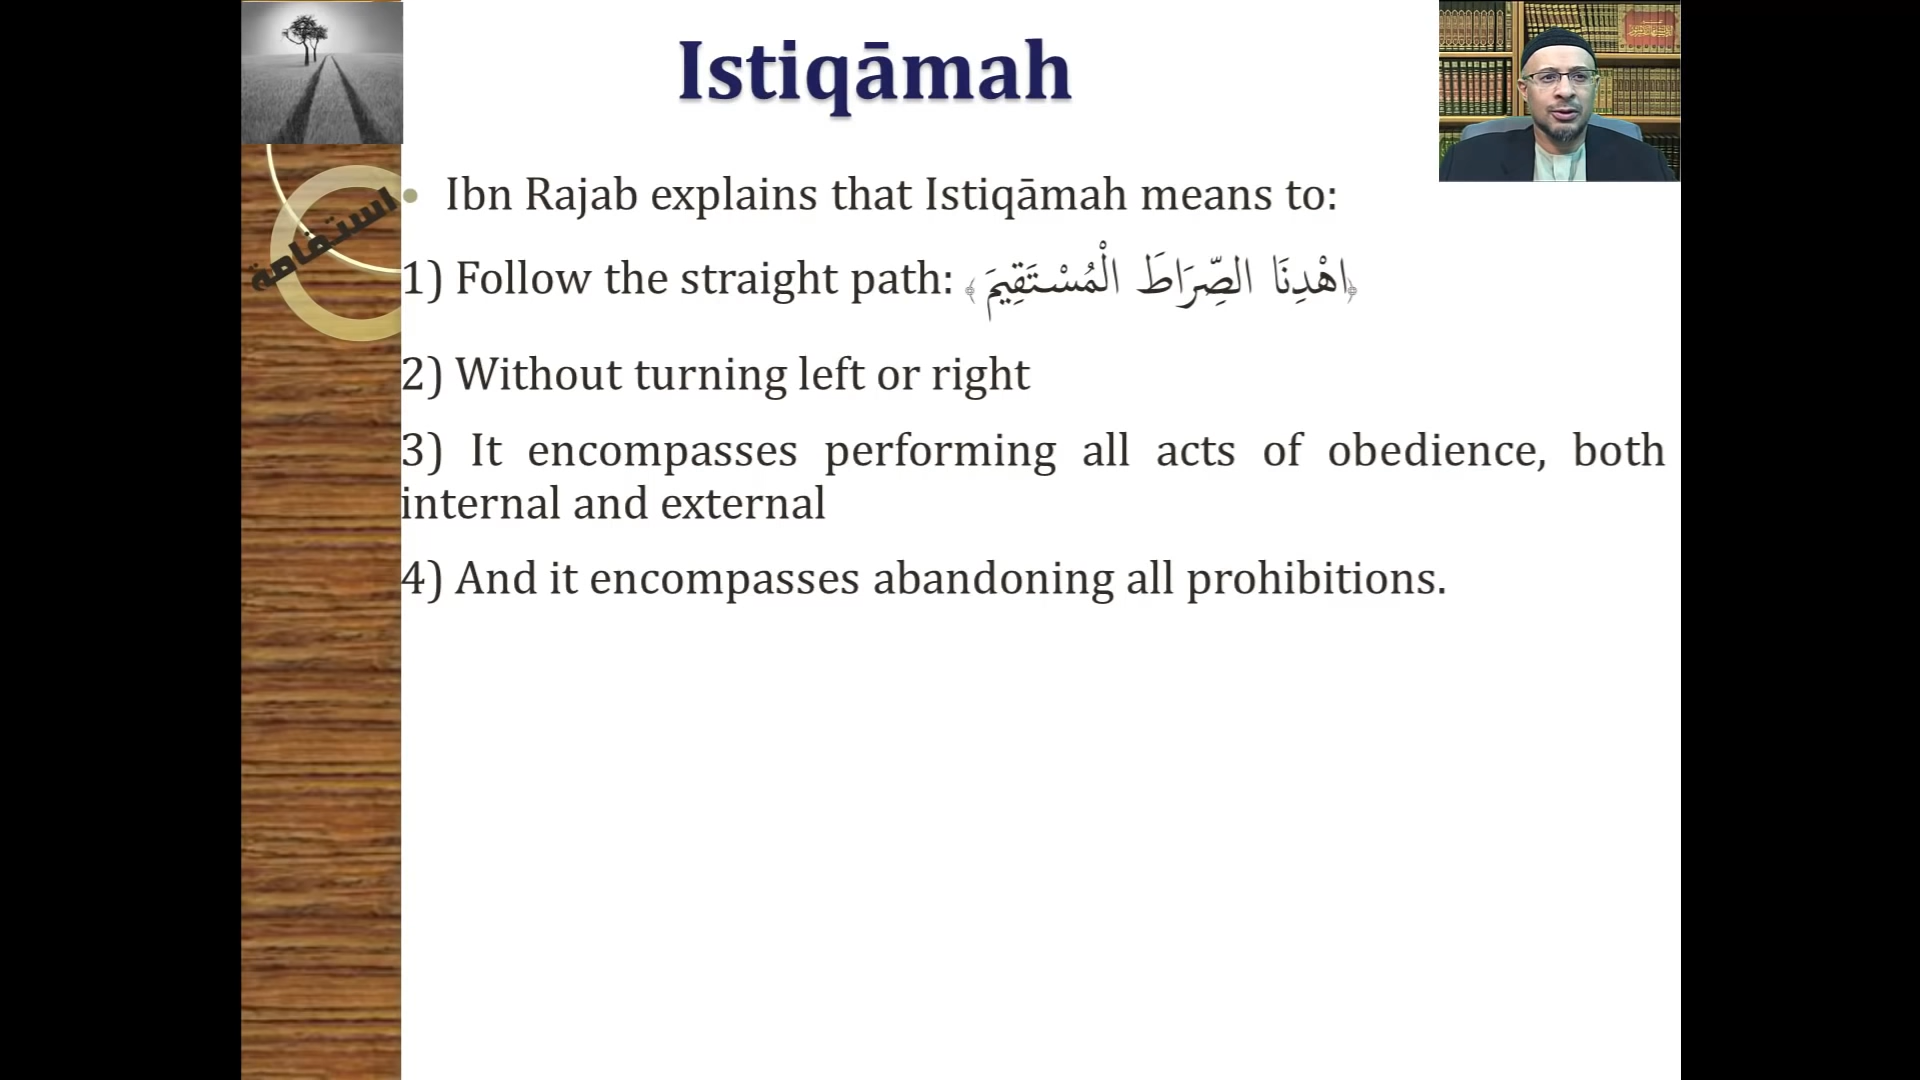 Istiqāmah
استقامة
• Ibn Rajab explains that Istiqāmah means to:
1) Follow the straight path: ﴿اهْدِنَا الصِّرَاطَ الْمُسْتَقِيمَ﴾
2) Without turning left or right
3) It encompasses performing all acts of obedience, both
internal and external
4) And it encompasses abandoning all prohibitions.